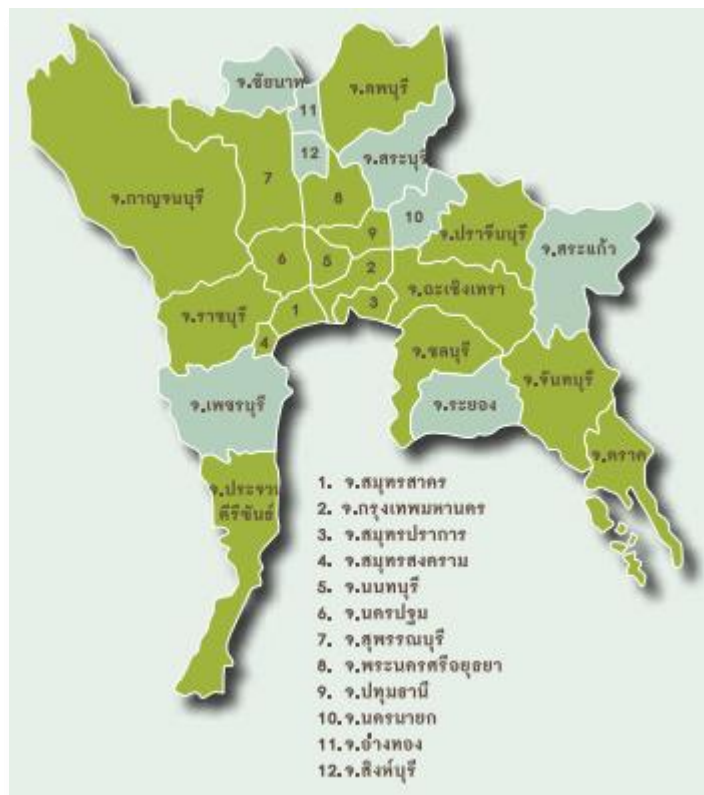 จ.ชัยนาท
จ.ลพบุรี
11
จ.สระบุรี
12
7
จ.กาญจนบุรี
8
10
จ.ปราจีนบุรี
9
จ.สระแก้ว
6
5
2
จ.ฉะเชิงเทรา
จ.ราชบุรี
1
3
4
จ.ชลบุรี
จ.จันทบุรี
จ.เพชรบุรี
จ.ระยอง
จ.ตราด
จ.ประจวบ
คีรีขันธ์
1. จ.สมุทรสาคร
2. จ.กรุงเทพมหานคร
3. จ.สมุทรปราการ
4. จ.สมุทรสงคราม
5. จ.นนทบุรี
6. จ.นครปฐม
7. จ.สุพรรณบุรี
8. จ.พระนครศรีอยุธยา
9. จ.ปทุมธานี
10.จ.นครนายก
11.จ.อ่างทอง
12.จ.สิงห์บุรี